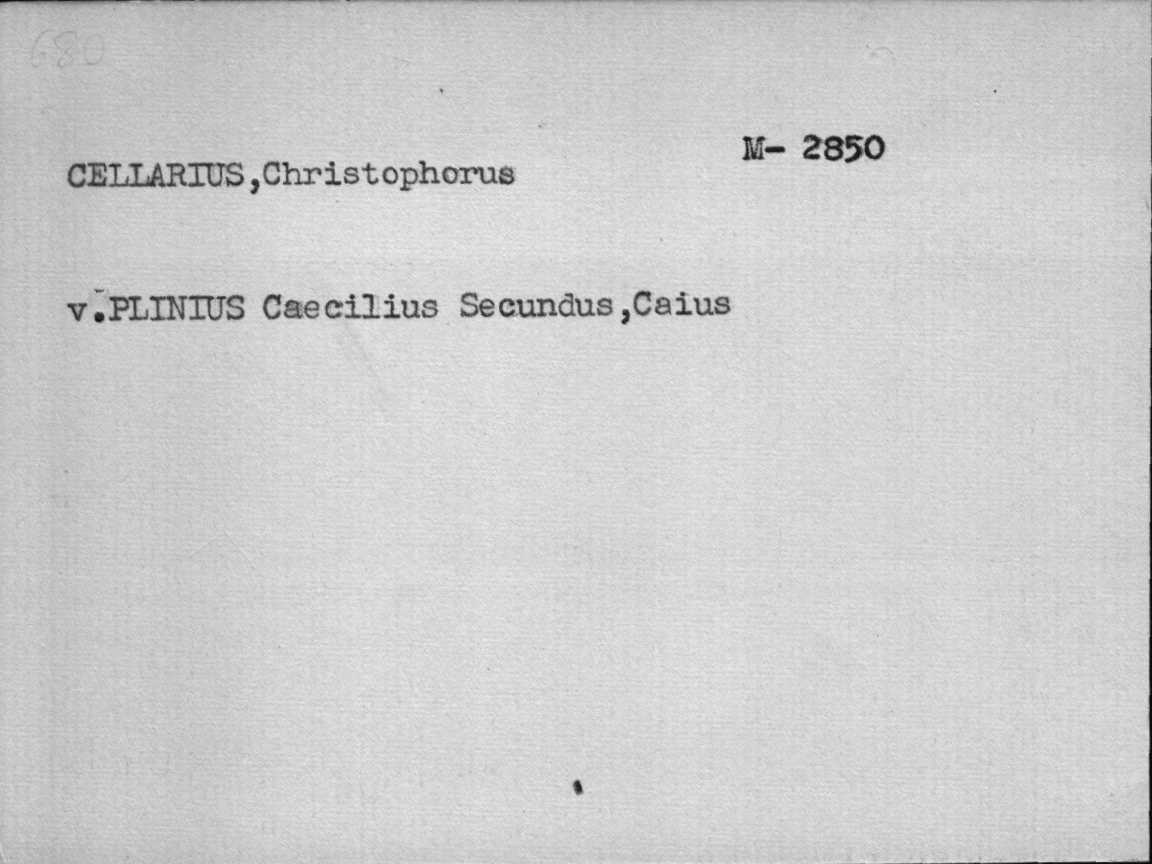 680
M- 2850
CELLARIUS,Christophorus
v.PLINIUS Caecilius Secundus,Caius